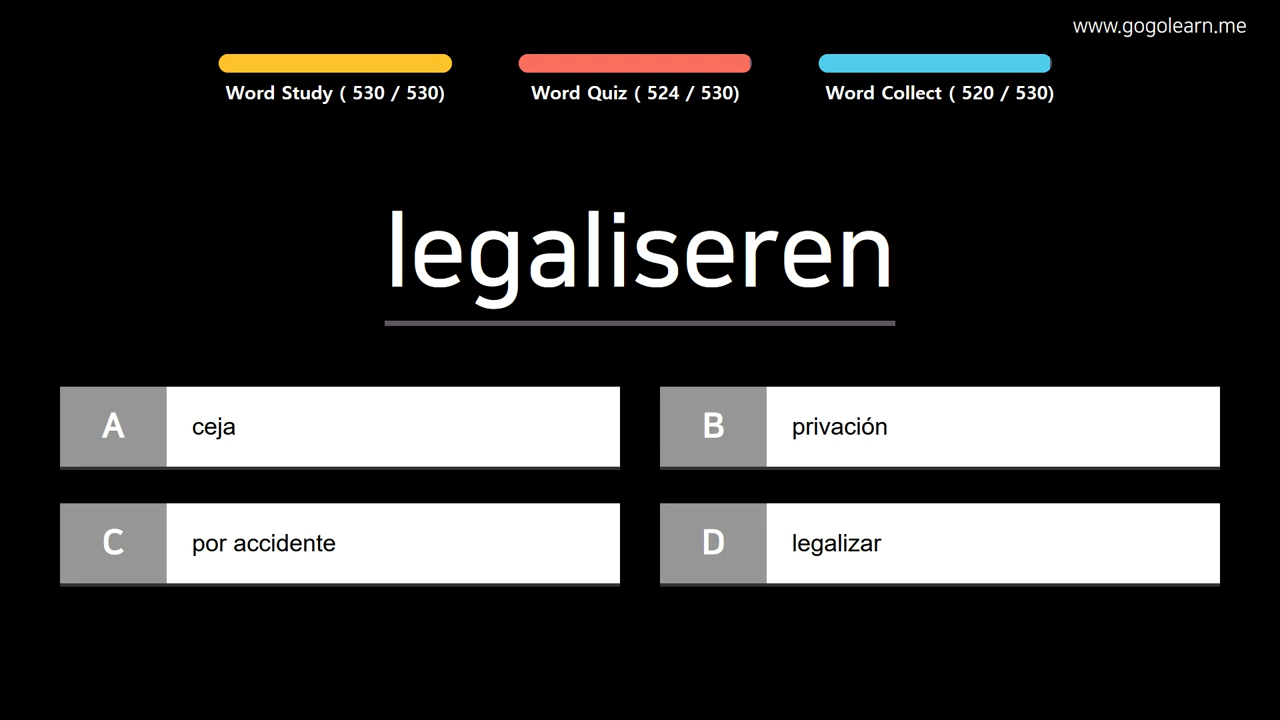 www.gogolearn.me
Word Study ( 530 / 530)
Word Quiz ( 524 / 530)
Word Collect ( 520 / 530)
legaliseren
A
ceja
B
privación
C
por accidente
D
legalizar